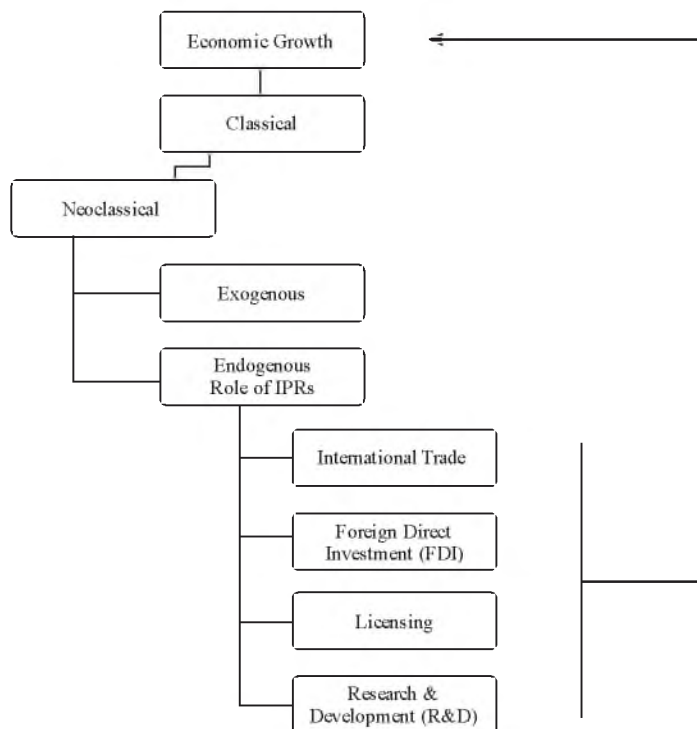 Economic Growth
Classical
Neoclassical
Exogenous
Endogenous
Role of IPRs
International Trade
Foreign Direct
Investment (FDI)
Licensing
Research &
Development (R&D)